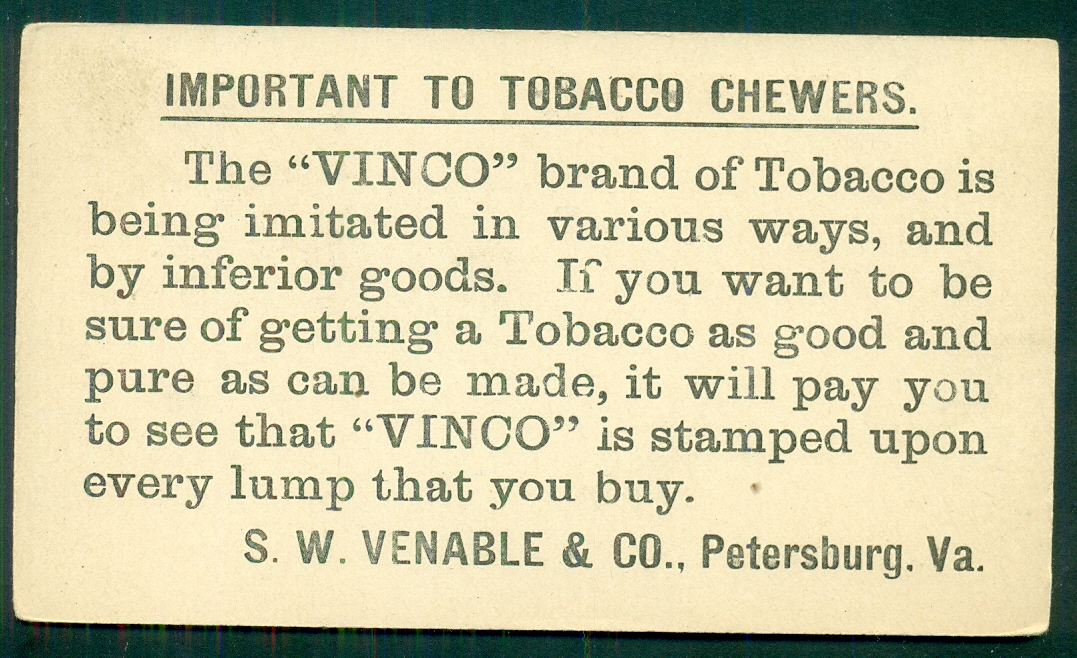 IMPORTANT TO TOBACCO CHEWERS.
The “VINCO” brand of Tobacco is
being imitated in various ways, and
by inferior goods. If you want to be
sure of getting a Tobacco as good and
pure as can be made, it will pay you
to see that “VINCO” is stamped upon
every lump that you buy.
S. W. VENABLE & CO., Petersburg. Va.